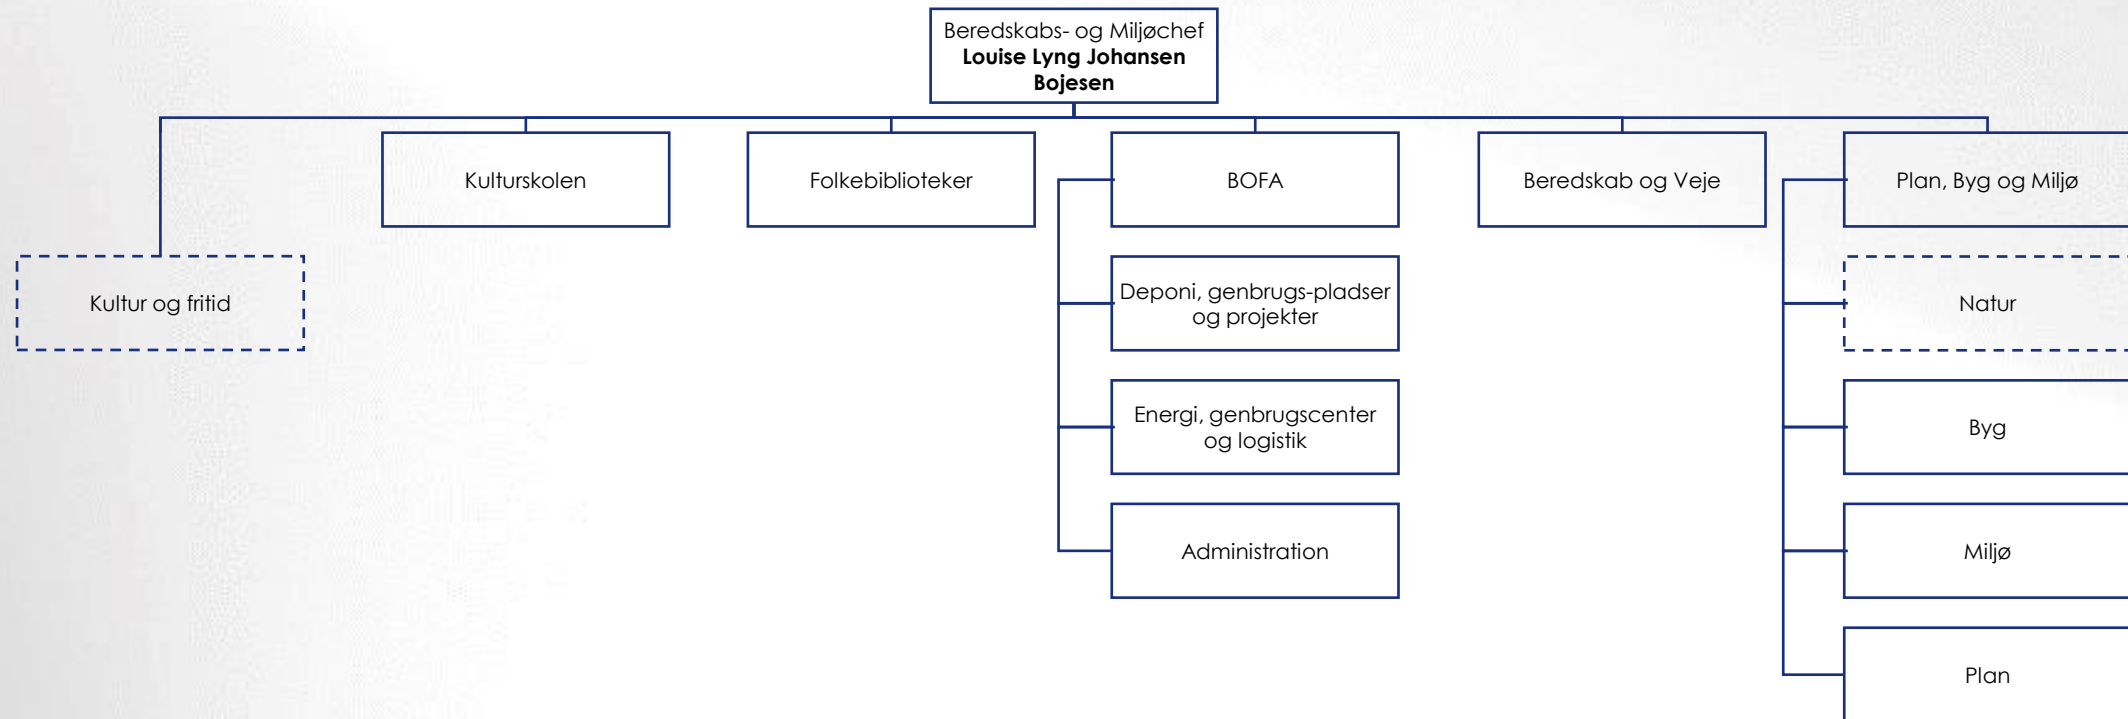 Beredskabs- og Miljøchef
Louise Lyng Johansen
Bojesen
Kulturskolen
Folkebiblioteker
BOFA
Beredskab og Veje
Plan, Byg og Miljø
Kultur og fritid
Deponi, genbrugs-pladser
og projekter
Natur
Energi, genbrugscenter
og logistik
Byg
Administration
Miljø
Plan